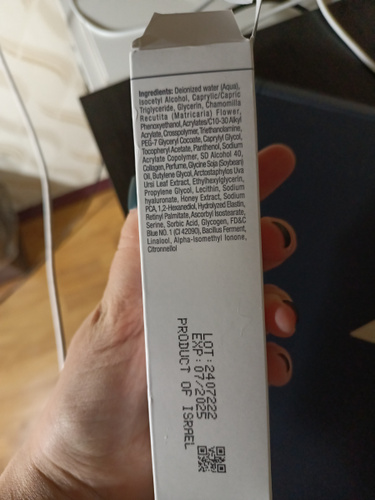 Ingredients: Deionized water (Aqua),
Isocetyl Alcohol, Caprylic/Capric
Triglyceride, Glycerin, Chamomilla
Recutita (Matricaria) Flower,
Phenoxyethanol, Acrylates/C10-30 Alkyl
Acrylate, Crosspolymer, Triethanolamine,
PEG-7 Glyceryl Cocoate, Caprylyl Glycol,
Tocopheryl Acetate, Panthenol, Sodium
Acrylate Copolymer, SD Alcohol 40,
Collagen, Perfume, Glycine Soja (Soybean)
Oil, Butylene Glycol, Arctostaphylos Uva
Ursi Leaf Extract, Ethylhexylglycerin,
Propylene Glycol, Lecithin, Sodium
hyaluronate, Honey Extract, Sodium
PCA, 1,2-Hexanediol, Hydrolyzed Elastin,
Retinyl Palmitate, Ascorbyl Isostearate,
Serine, Sorbic Acid, Glycogen, FD&C
Blue NO. 1 (CI 42090), Bacillus Ferment,
Linalool, Alpha-Isomethyl Ionone,
Citronnellol
LOT: 2407222
EXP: 07/2025
PRODUCT OF ISRAEL